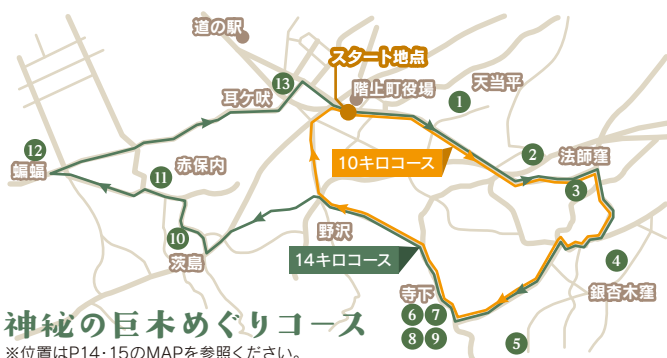 道の駅
スタート地点
階上町役場
天当平
耳ケ吠
13
1
2
法師窪
10キロコース
3
12
蝙蝠
11
赤保内
10
茨島
野沢
14キロコース
4
銀杏木窪
寺下
6 7
8 9
5
神秘の巨木めぐりコース
※位置はP14・15のMAPを参照ください。